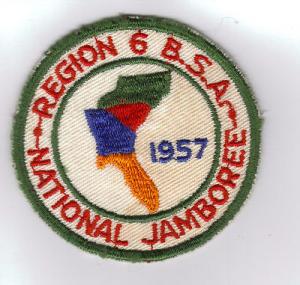 REGION 6 B.S.A.
1957
NATIONAL JAMBOREE